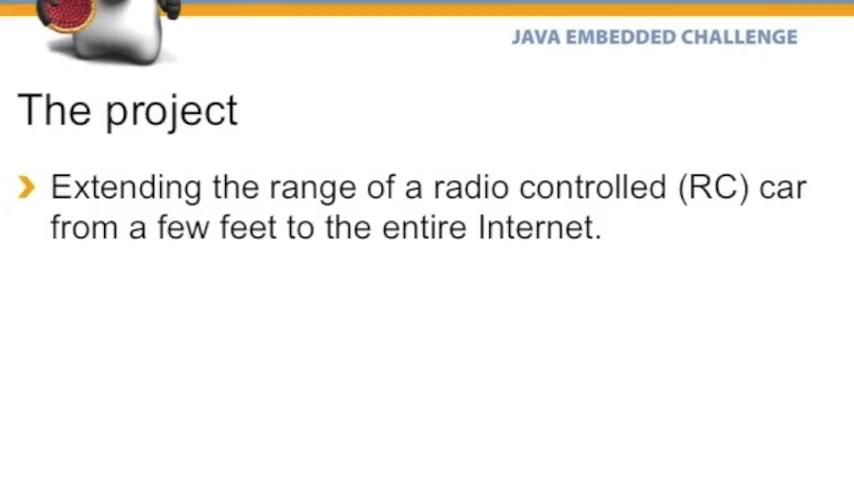 JAVA EMBEDDED CHALLENGE
The project
Extending the range of a radio controlled (RC) car
from a few feet to the entire Internet.